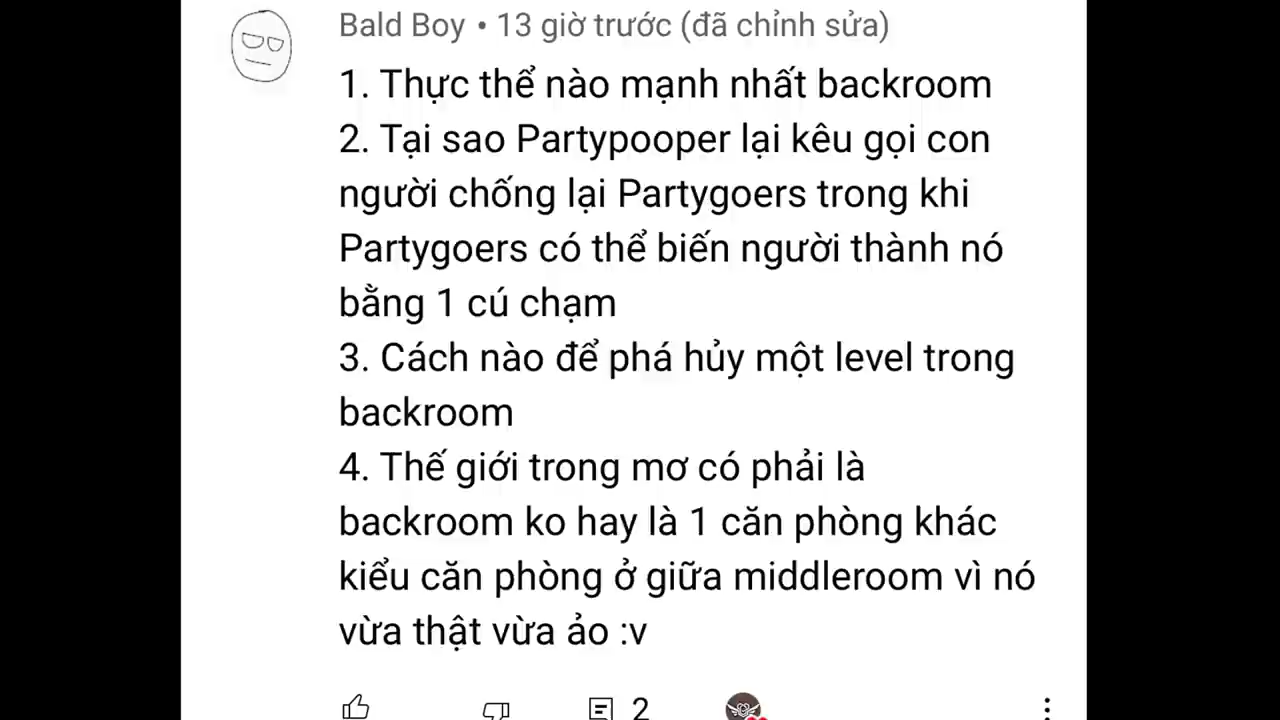 Bald Boy • 13 giờ trước (đã chỉnh sửa)
1. Thực thể nào mạnh nhất backroom
2. Tại sao Partypooper lại kêu gọi con
người chống lại Partygoers trong khi
Partygoers có thể biến người thành nó
bằng 1 cú chạm
3. Cách nào để phá hủy một level trong
backroom
4. Thế giới trong mơ có phải là
backroom ko hay là 1 căn phòng khác
kiểu căn phòng ở giữa middleroom vì nó
vừa thật vừa ảo :v
2